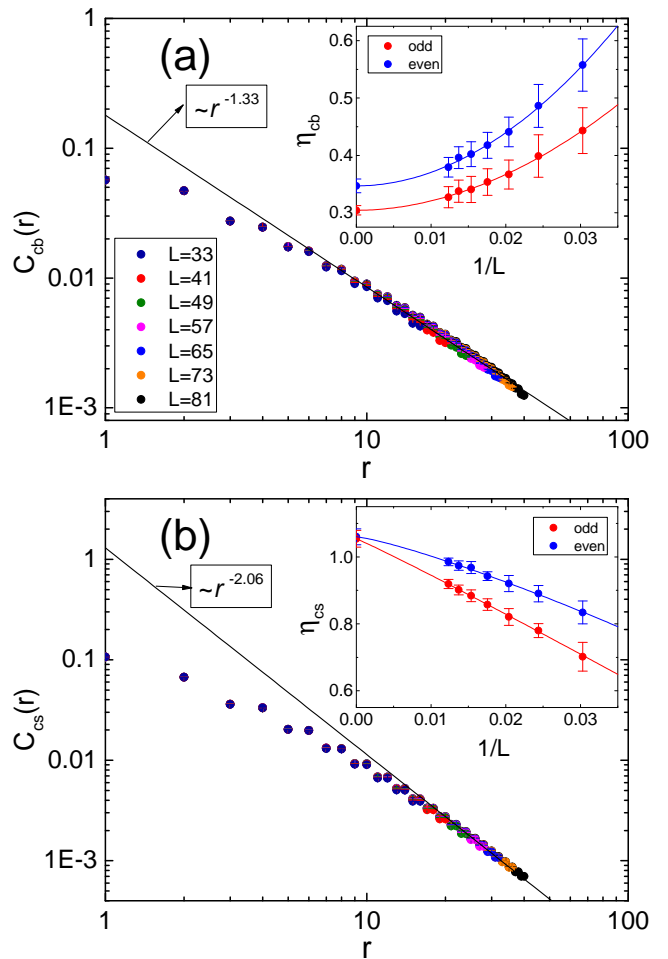 (a)
~r -1.33
C_cb(r)
1
0.1
0.01
1E-3
1
10
100
r
L=33
L=41
L=49
L=57
L=65
L=73
L=81
odd
even
η_cb
0.6
0.5
0.4
0.3
0.00
0.01
0.02
0.03
1/L
(b)
~r -2.06
C_cs(r)
1
0.1
0.01
1E-3
1
10
100
r
odd
even
η_cs
1.0
0.8
0.6
0.00
0.01
0.02
0.03
1/L